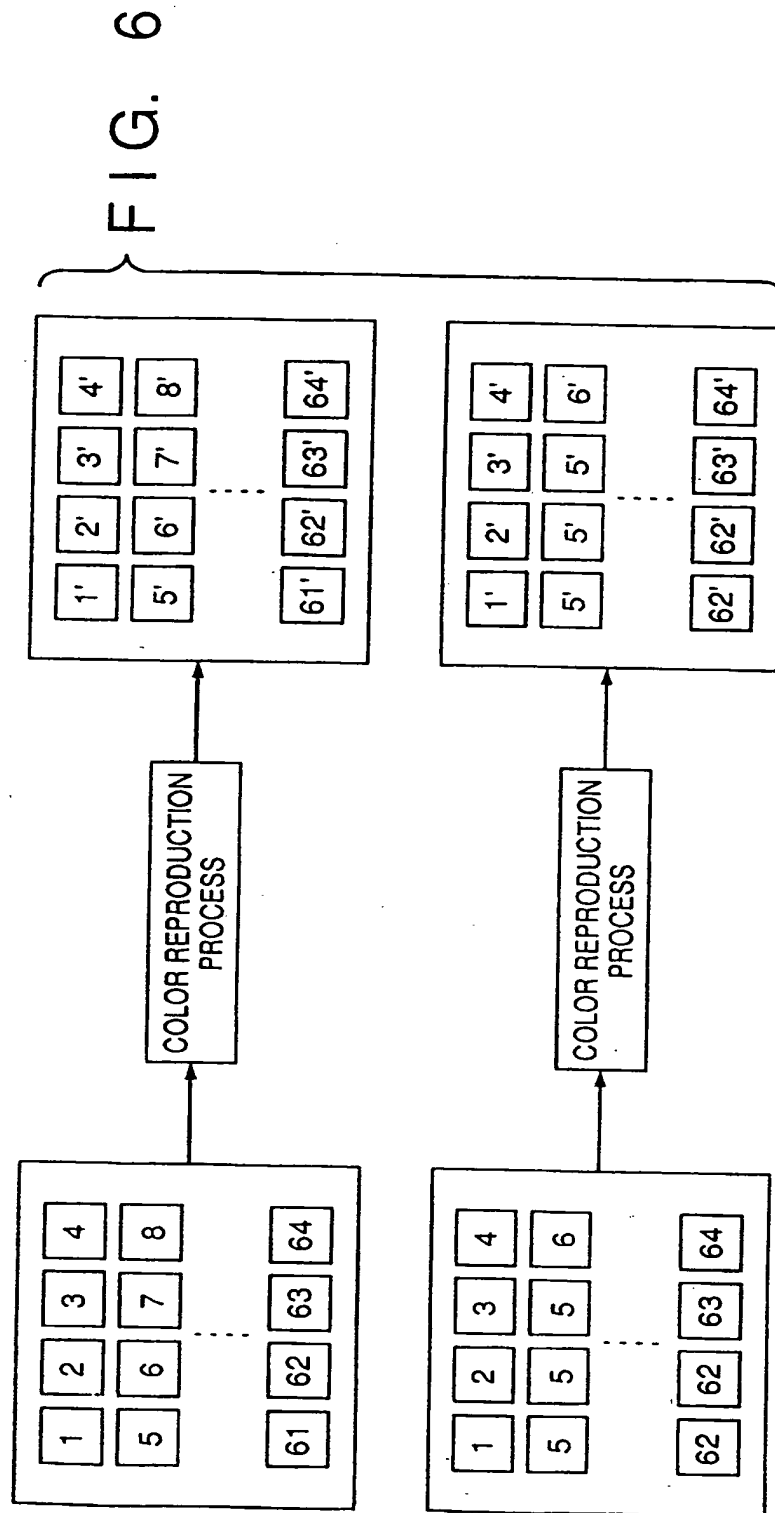 FIG. 6
1 2 3 4
5 6 7 8
61 62 63 64
COLOR REPRODUCTION
PROCESS
1' 2' 3' 4'
5' 6' 7' 8'
61' 62' 63' 64'
1 2 3 4
5 5 5 6
62 62 63 64
COLOR REPRODUCTION
PROCESS
1' 2' 3' 4'
5' 5' 5' 6'
62' 62' 63' 64'